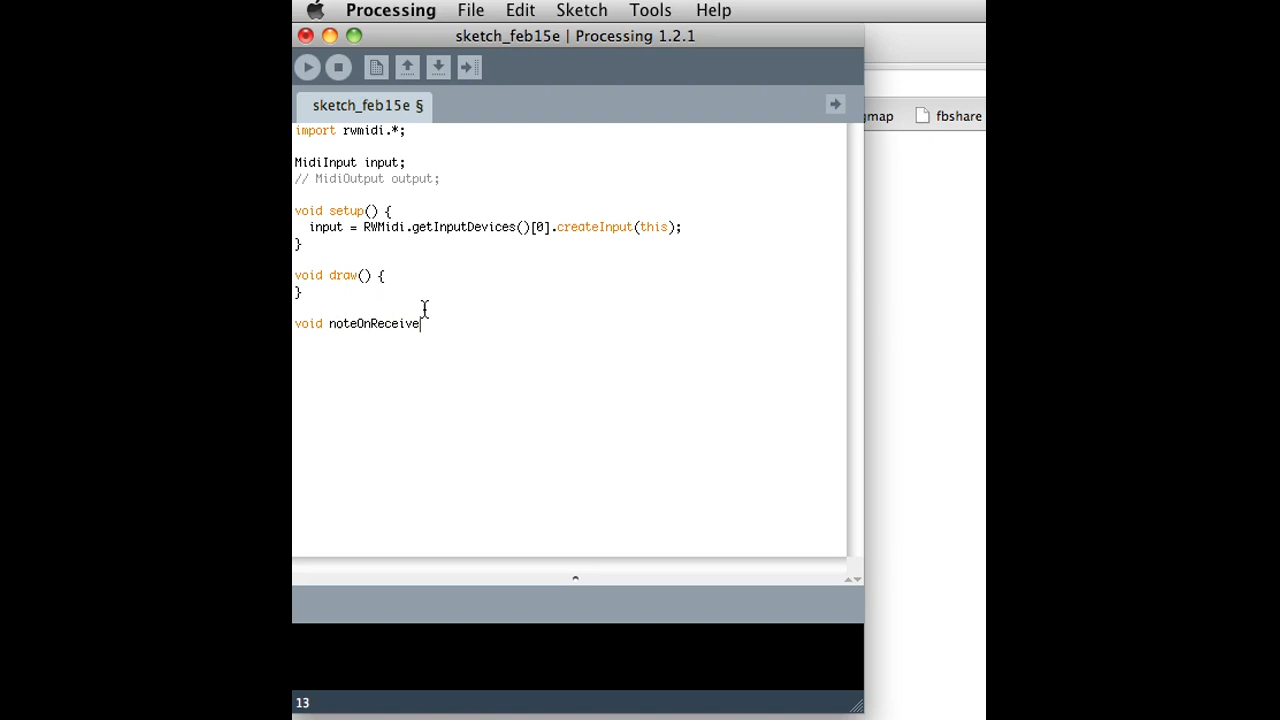 Processing File Edit Sketch Tools Help
sketch_feb15e | Processing 1.2.1
sketch_feb15e §
gmap fbshare
import rwmidi.*;
MidiInput input;
// MidiOutput output;
void setup() {
input = RWMidi.getInputDevices()[0].createInput(this);
}
void draw() {
}
void noteOnReceive
13